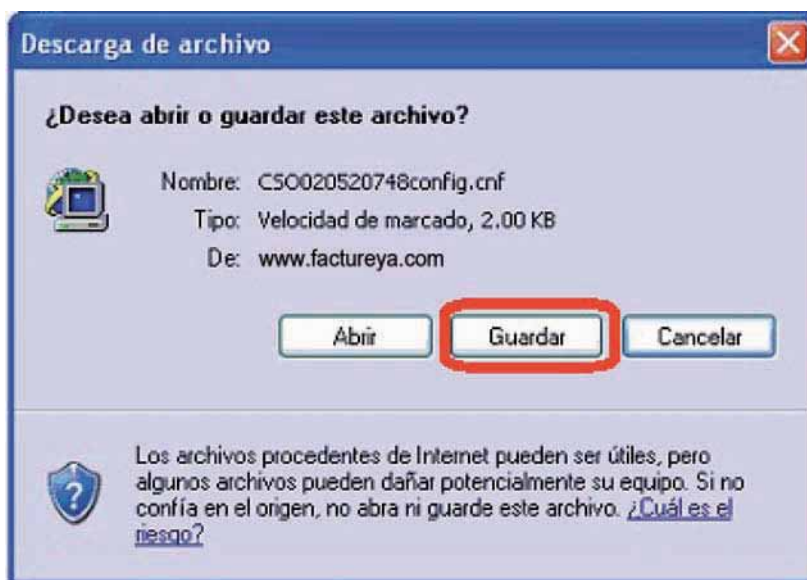 Descarga de archivo
¿Desea abrir o guardar este archivo?
Nombre: CSO020520748config.cnf
Tipo: Velocidad de marcado, 2.00 KB
De: www.factureya.com
Abrir Guardar Cancelar
Los archivos procedentes de Internet pueden ser útiles, pero
algunos archivos pueden dañar potencialmente su equipo. Si no
confía en el origen, no abra ni guarde este archivo. ¿Cuál es el
riesgo?